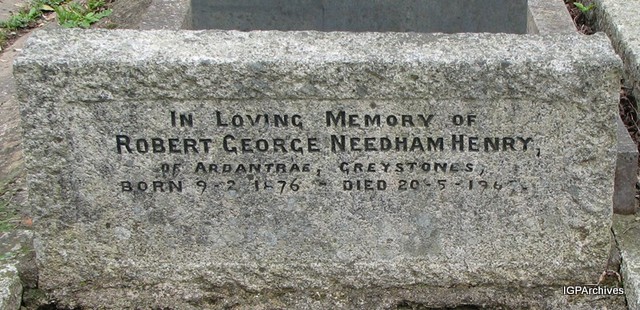 In Loving Memory of
Robert George Needham Henry,
of Ardantrae, Greystones,
Born 9-2-1876 - Died 20-5-
IGPArchives